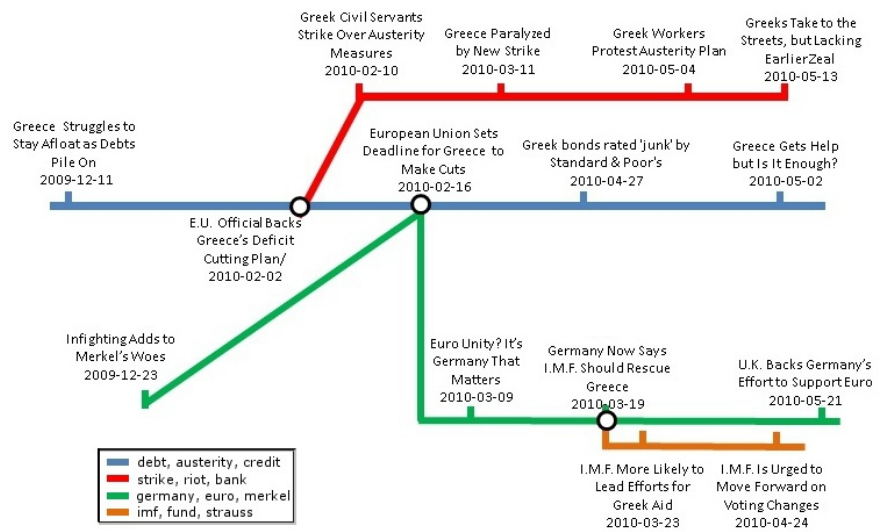 Greek Civil Servants
Strike Over Austerity
Measures
2010-02-10
Greece Paralyzed
by New Strike
2010-03-11
Greek Workers
Protest Austerity Plan
2010-05-04
Greeks Take to the
Streets, but Lacking
EarlierZeal
2010-05-13
Greece Struggles to
Stay Afloat as Debts
Pile On
2009-12-11
European Union Sets
Deadline for Greece to
Make Cuts
2010-02-16
Greek bonds rated 'junk' by
Standard & Poor's
2010-04-27
Greece Gets Help
but Is It Enough?
2010-05-02
E.U. Official Backs
Greece's Deficit
Cutting Plan/
2010-02-02
Infighting Adds to
Merkel's Woes
2009-12-23
Euro Unity? It's
Germany That
Matters
2010-03-09
Germany Now Says
I.M.F. Should Rescue
Greece
2010-03-19
U.K. Backs Germany's
Effort to Support Euro
2010-05-21
I.M.F. More Likely to
Lead Efforts for
Greek Aid
2010-03-23
I.M.F. Is Urged to
Move Forward on
Voting Changes
2010-04-24
debt, austerity, credit
strike, riot, bank
germany, euro, merkel
imf, fund, strauss